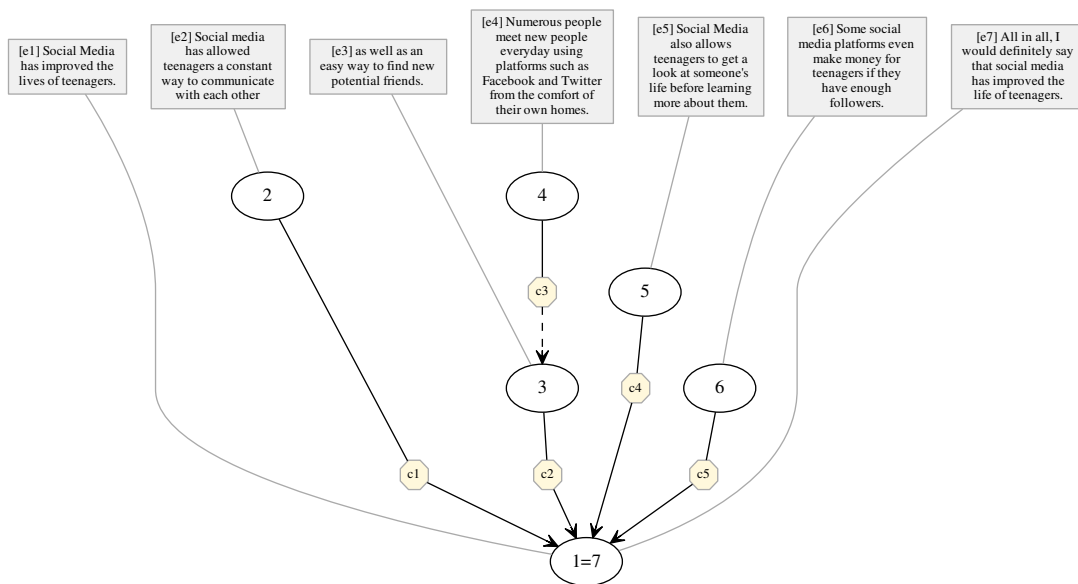 [e1] Social Media
has improved the
lives of teenagers.
[e2] Social media
has allowed
teenagers a constant
way to communicate
with each other
[e3] as well as an
easy way to find new
potential friends.
[e4] Numerous people
meet new people
everyday using
platforms such as
Facebook and Twitter
from the comfort of
their own homes.
[e5] Social Media
also allows
teenagers to get a
look at someone's
life before learning
more about them.
[e6] Some social
media platforms even
make money for
teenagers if they
have enough
followers.
[e7] All in all, I
would definitely say
that social media
has improved the
life of teenagers.
2
4
c3
5
3
c4
6
c1
c2
c5
1=7